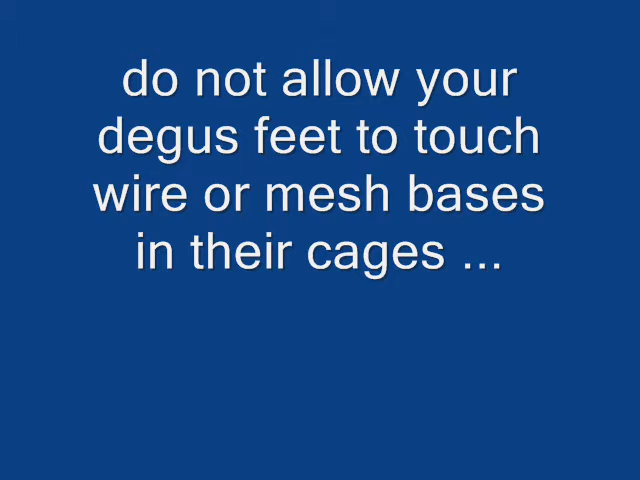 do not allow your
degus feet to touch
wire or mesh bases
in their cages ...